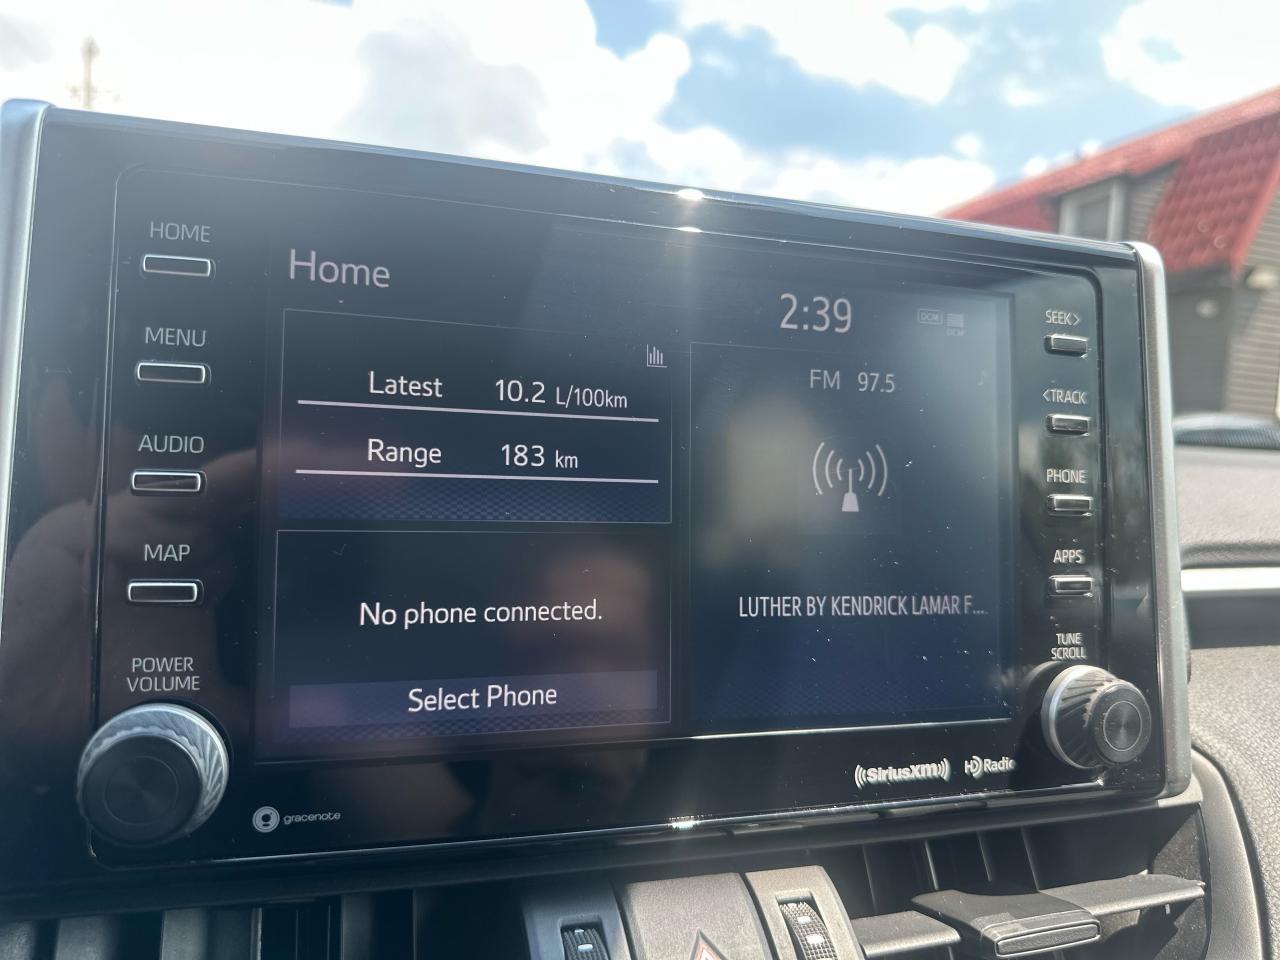 HOME
MENU
AUDIO
MAP
POWER
VOLUME
Home
Latest 10.2 L/100km
Range 183 km
No phone connected.
Select Phone
2:39
DCM
DCM
FM 97.5
LUTHER BY KENDRICK LAMAR F...
SEEK>
<TRACK
PHONE
APPS
TUNE
SCROLL
gracenote
((SiriusXM))
HD Radio